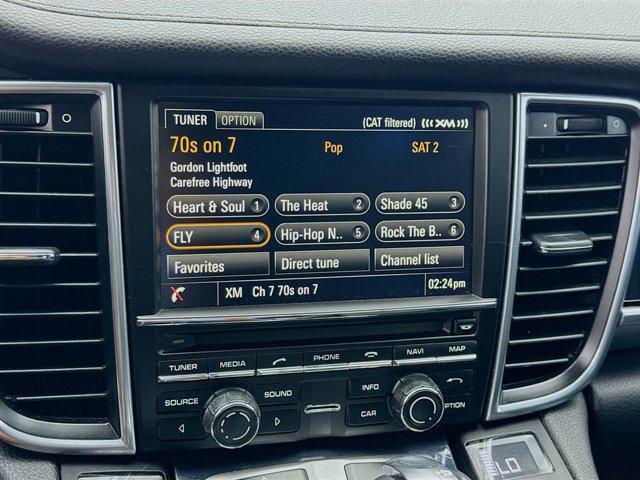 TUNER OPTION (CAT filtered) ((XM))
70s on 7 Pop SAT 2
Gordon Lightfoot
Carefree Highway
Heart & Soul 1 The Heat 2 Shade 45 3
FLY 4 Hip-Hop N.. 5 Rock The B.. 6
Favorites Direct tune Channel list
XM Ch 7 70s on 7 02:24pm
TUNER MEDIA PHONE NAVI MAP
SOURCE SOUND INFO
CAR OPTION